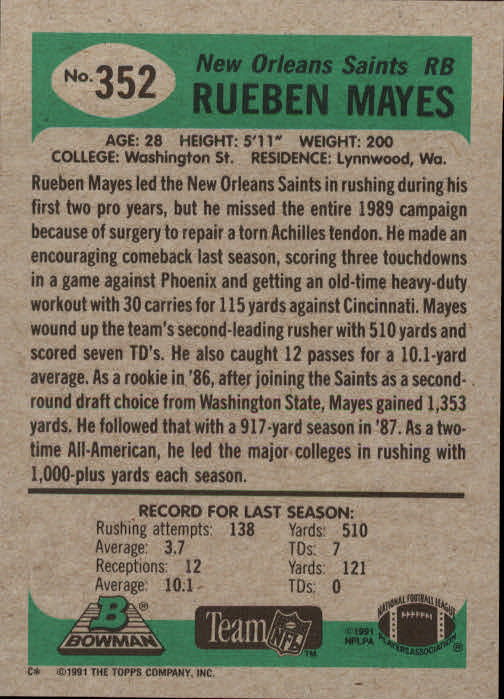 No. 352
New Orleans Saints RB
RUEBEN MAYES
AGE: 28 HEIGHT: 5'11" WEIGHT: 200
COLLEGE: Washington St. RESIDENCE: Lynnwood, Wa.
Rueben Mayes led the New Orleans Saints in rushing during his
first two pro years, but he missed the entire 1989 campaign
because of surgery to repair a torn Achilles tendon. He made an
encouraging comeback last season, scoring three touchdowns
in a game against Phoenix and getting an old-time heavy-duty
workout with 30 carries for 115 yards against Cincinnati. Mayes
wound up the team's second-leading rusher with 510 yards and
scored seven TD's. He also caught 12 passes for a 10.1-yard
average. As a rookie in '86, after joining the Saints as a second-
round draft choice from Washington State, Mayes gained 1,353
yards. He followed that with a 917-yard season in '87. As a two-
time All-American, he led the major colleges in rushing with
1,000-plus yards each season.
RECORD FOR LAST SEASON:
Rushing attempts: 138 Yards: 510
Average: 3.7 TDs: 7
Receptions: 12 Yards: 121
Average: 10.1 TDs: 0
B®
BOWMAN
Team NFL™
©1991
NFLPA
NATIONAL FOOTBALL LEAGUE
PLAYERS ASSOCIATION
C* ©1991 THE TOPPS COMPANY, INC.